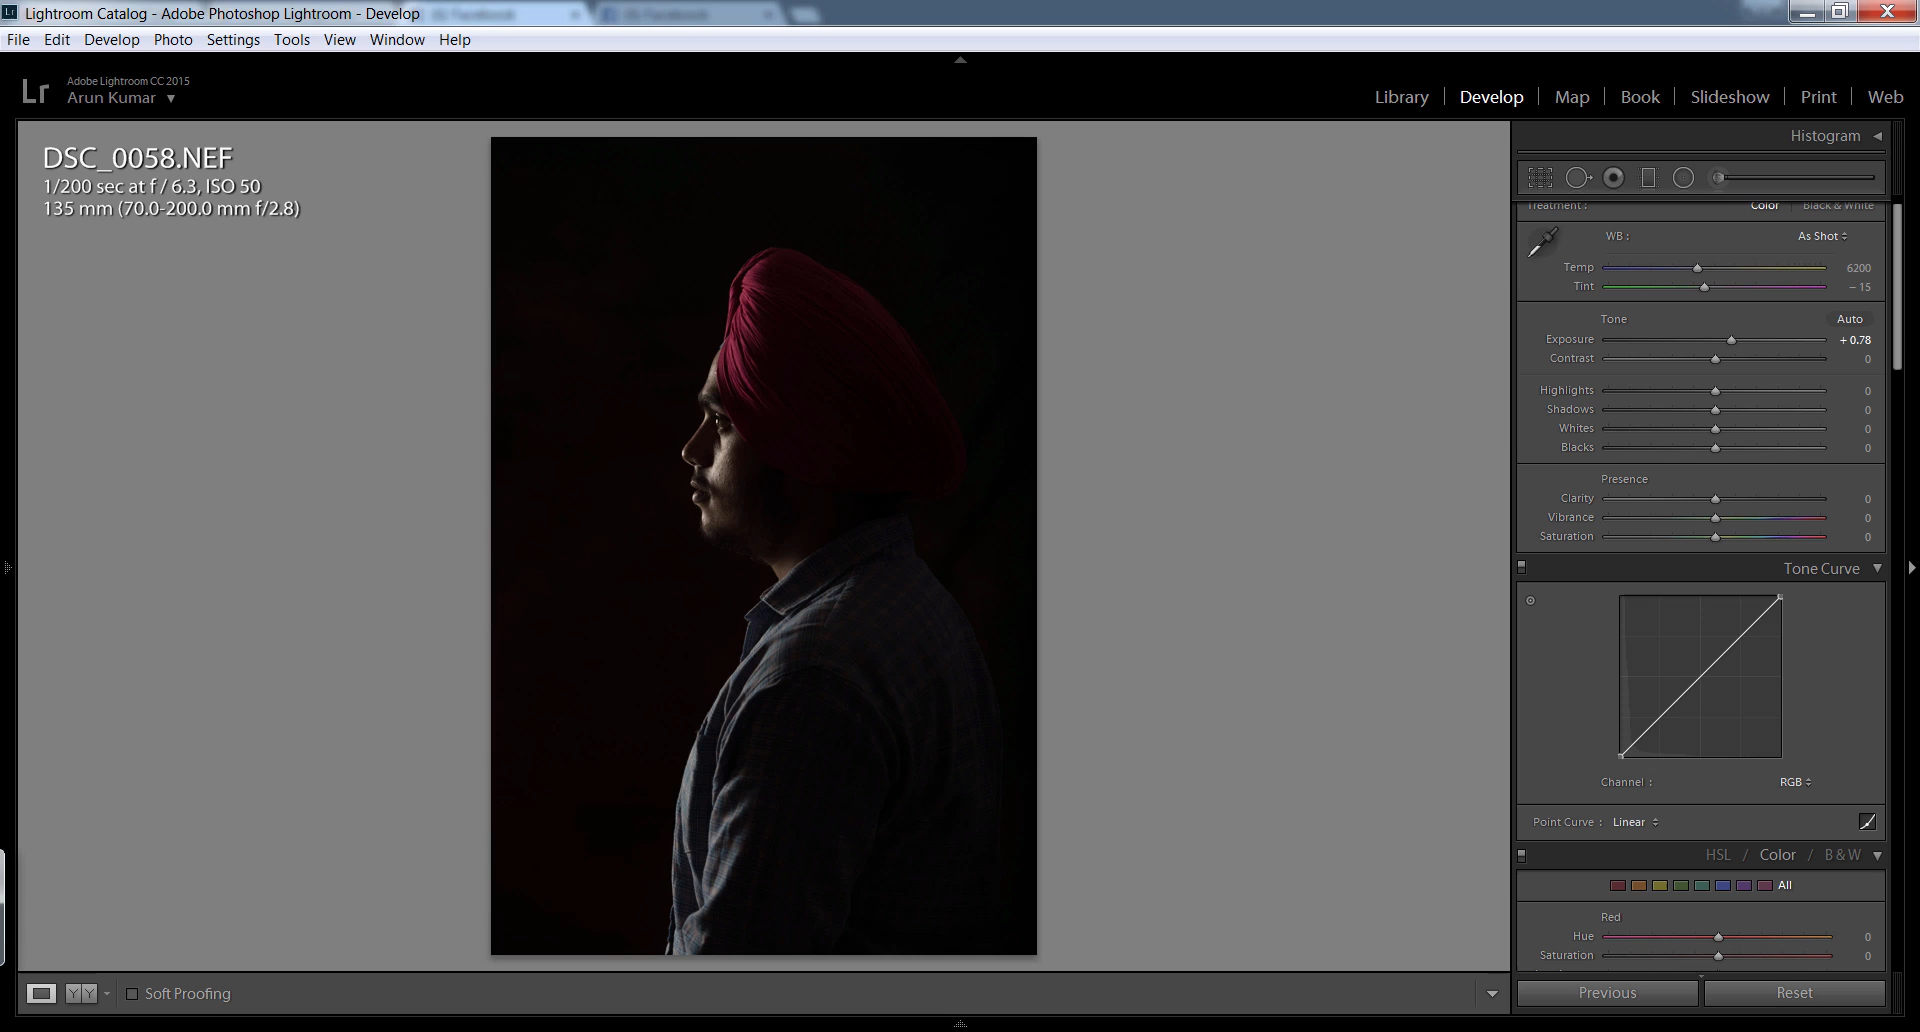 Lightroom Catalog - Adobe Photoshop Lightroom - Develop
File Edit Develop Photo Settings Tools View Window Help
Lr
Adobe Lightroom CC 2015
Arun Kumar
Library Develop Map Book Slideshow Print Web
DSC_0058.NEF
1/200 sec at f / 6.3, ISO 50
135 mm (70.0-200.0 mm f/2.8)
Histogram
Treatment : Color Black & White
WB : As Shot
Temp 6200
Tint – 15
Tone Auto
Exposure + 0.78
Contrast 0
Highlights 0
Shadows 0
Whites 0
Blacks 0
Presence
Clarity 0
Vibrance 0
Saturation 0
Tone Curve
Channel : RGB
Point Curve : Linear
HSL / Color / B & W
All
Red
Hue 0
Saturation 0
YY Soft Proofing
Previous Reset